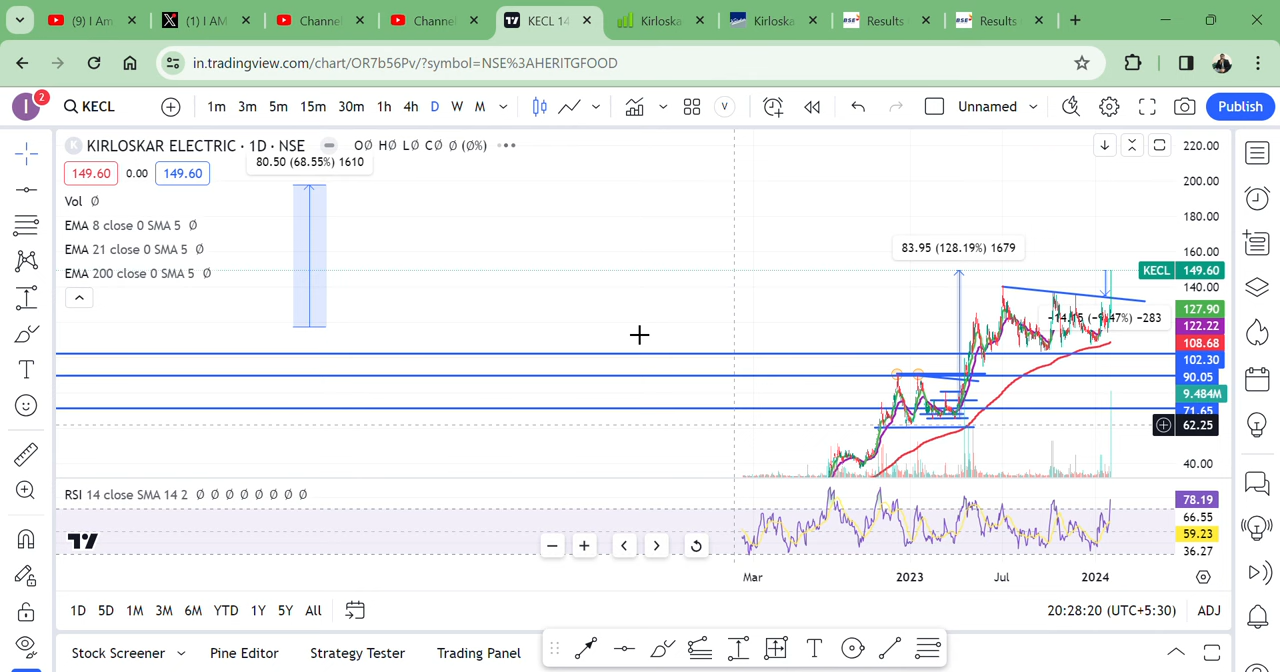 (9) I Am
(1) I AM
Channel
Channel
KECL 14
Kirloska
Kirloska
Results
Results
in.tradingview.com/chart/OR7b56Pv/?symbol=NSE%3AHERITGFOOD
I
2
KECL
1m 3m 5m 15m 30m 1h 4h D W M
V
Unnamed
Publish
K KIRLOSKAR ELECTRIC · 1D · NSE
O∅ H∅ L∅ C∅ ∅ (0%)
80.50 (68.55%) 1610
149.60 0.00 149.60
Vol ∅
EMA 8 close 0 SMA 5 ∅
EMA 21 close 0 SMA 5 ∅
EMA 200 close 0 SMA 5 ∅
83.95 (128.19%) 1679
−14.15 (−9.47%) −283
220.00
200.00
180.00
160.00
KECL 149.60
140.00
127.90
122.22
108.68
102.30
90.05
9.484M
71.65
62.25
40.00
RSI 14 close SMA 14 2 ∅ ∅ ∅ ∅ ∅ ∅ ∅ ∅
78.19
66.55
59.23
36.27
Mar 2023 Jul 2024
1D 5D 1M 3M 6M YTD 1Y 5Y All
20:28:20 (UTC+5:30) ADJ
Stock Screener Pine Editor Strategy Tester Trading Panel